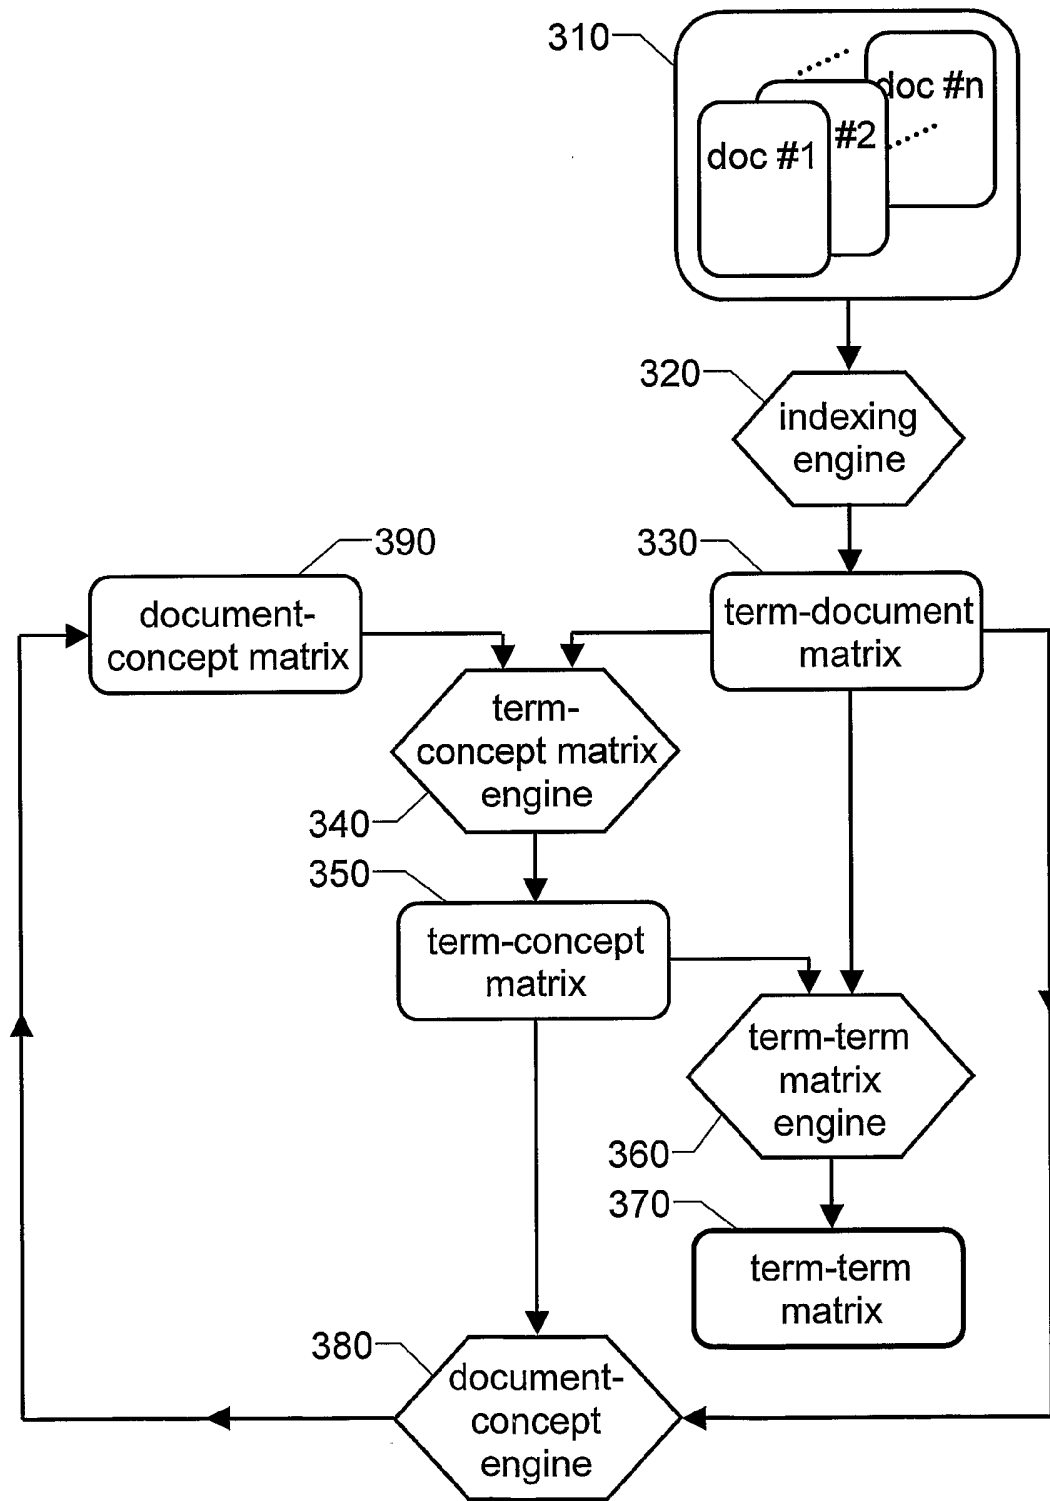 310
doc #n
#2
doc #1
320
indexing
engine
390
330
document-
concept matrix
term-document
matrix
term-
concept matrix
engine
340
350
term-concept
matrix
term-term
matrix
engine
360
370
term-term
matrix
380
document-
concept
engine